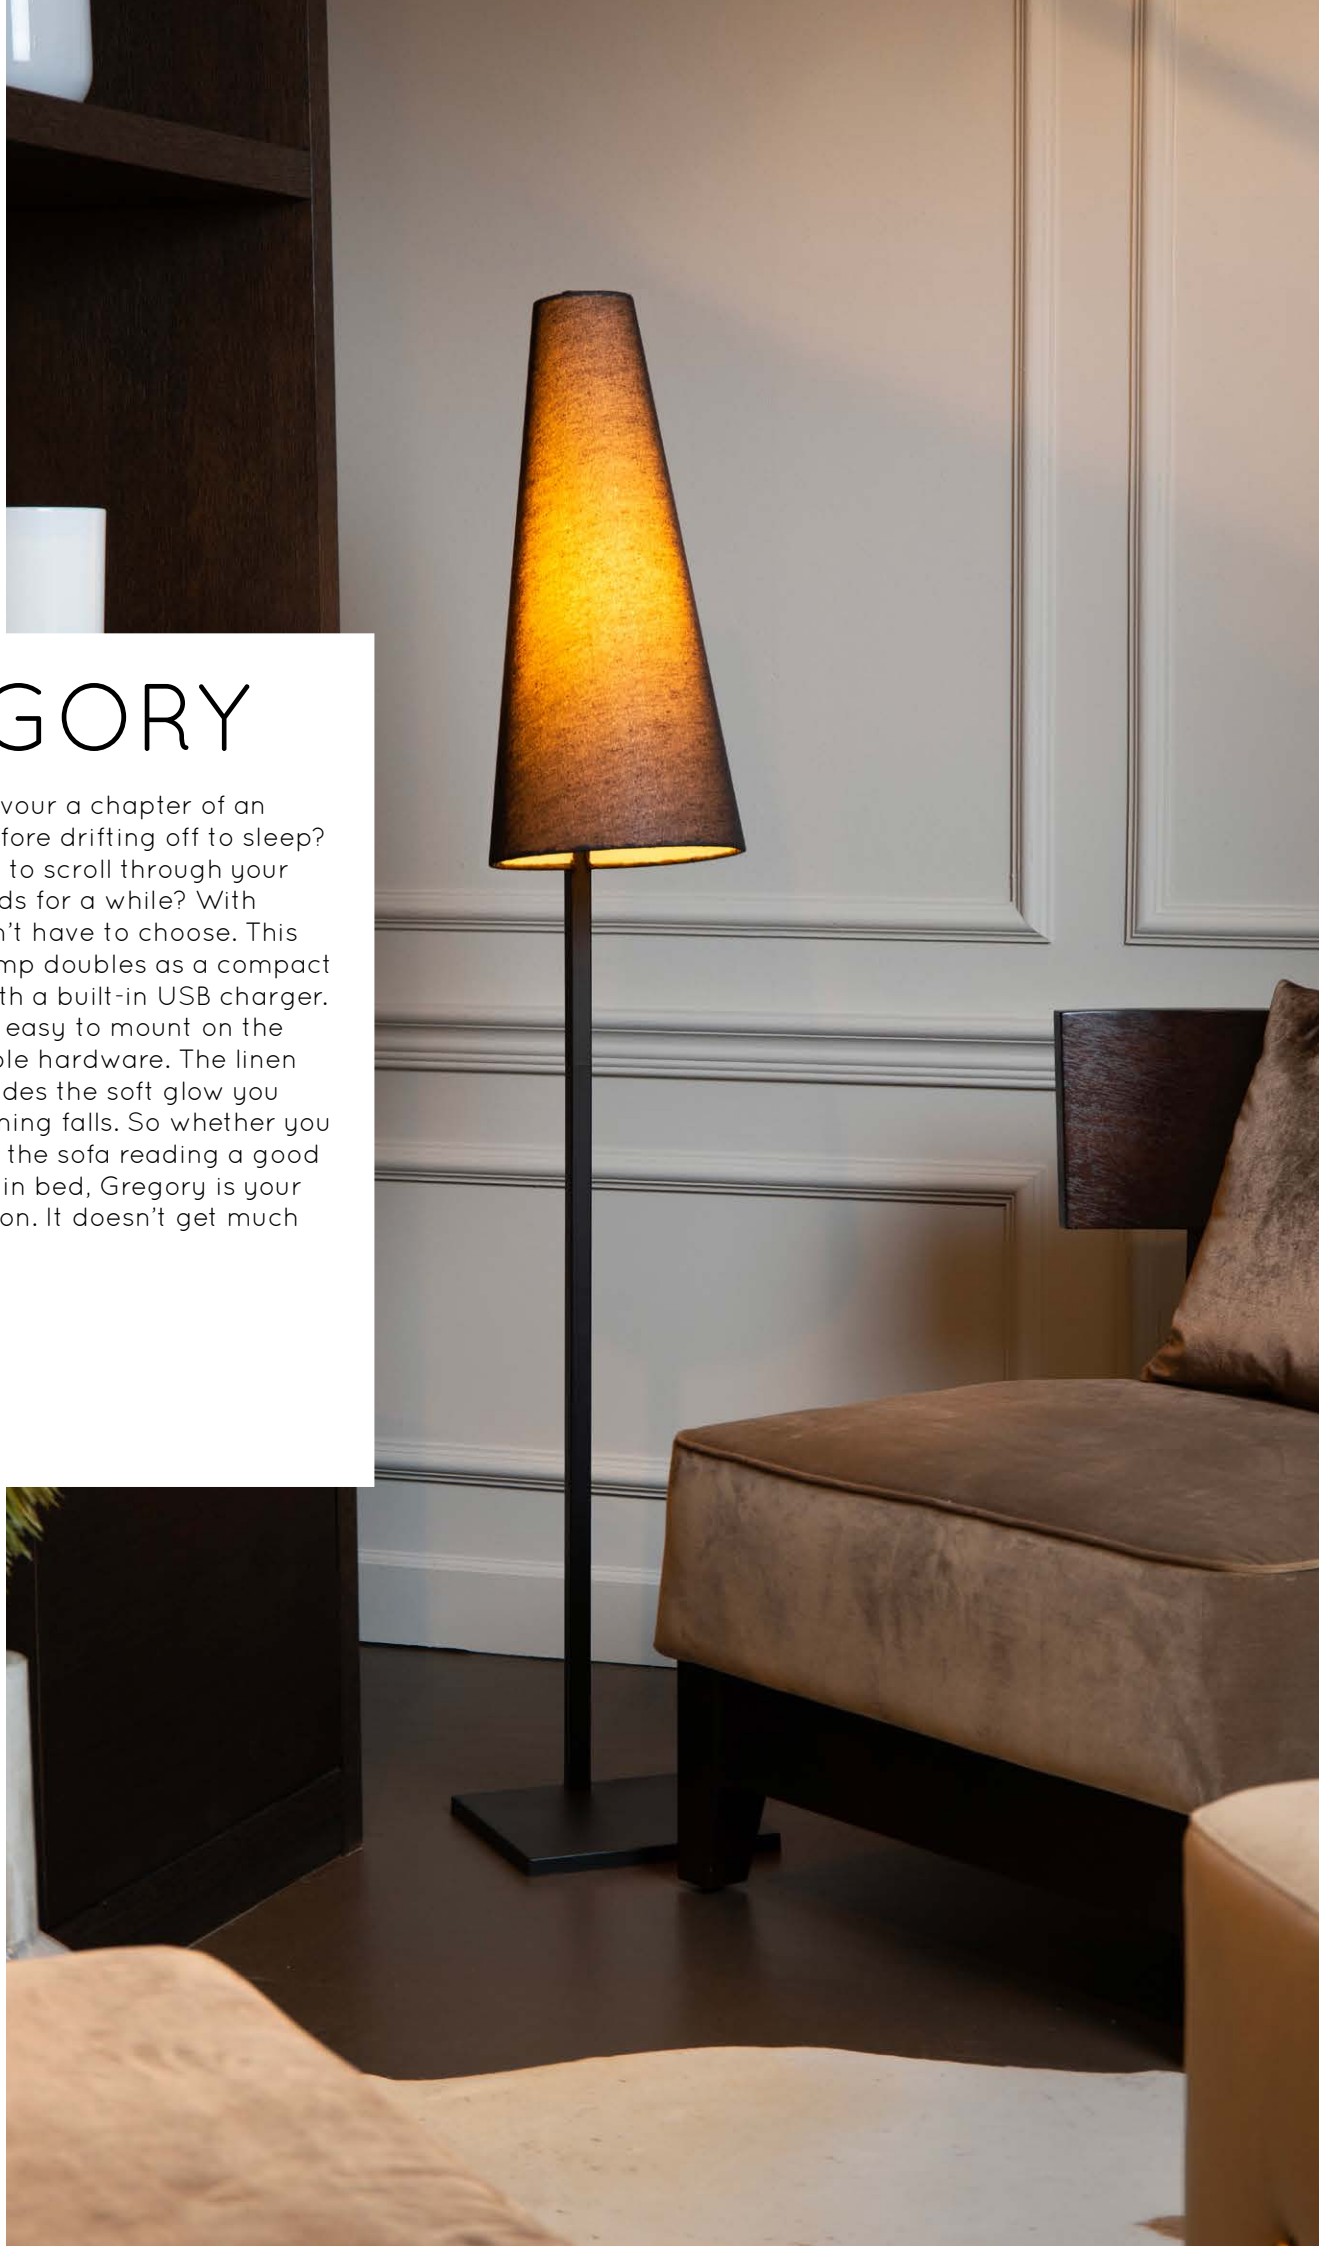 GORY
vour a chapter of an
fore drifting off to sleep?
to scroll through your
ds for a while? With
n't have to choose. This
mp doubles as a compact
th a built-in USB charger.
easy to mount on the
ble hardware. The linen
des the soft glow you
ning falls. So whether you
the sofa reading a good
in bed, Gregory is your
on. It doesn't get much